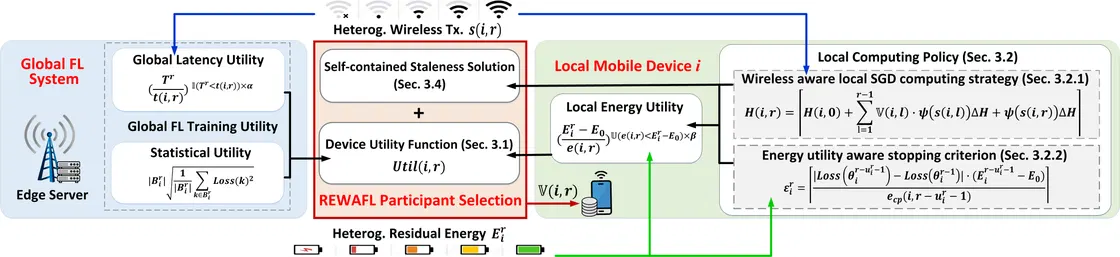 Heterog. Wireless Tx. s(i,r)
Global FL
System
Edge Server
Global Latency Utility
(T^r / t(i,r))^{𝕀(T^r<t(i,r))×α}
Global FL Training Utility
Statistical Utility
|B_i^r| √(1/|B_i^r| ∑_{k∈B_i^r} Loss(k)^2)
Self-contained Staleness Solution
(Sec. 3.4)
+
Device Utility Function (Sec. 3.1)
Util(i,r)
REWAFL Participant Selection
Local Mobile Device i
Local Energy Utility
((E_i^r − E_0) / e(i,r))^{𝕌(e(i,r)<E_i^r−E_0)×β}
𝕍(i,r)
Local Computing Policy (Sec. 3.2)
Wireless aware local SGD computing strategy (Sec. 3.2.1)
H(i,r) = ⌈H(i,0) + ∑_{l=1}^{r−1} 𝕍(i,l) · ψ(s(i,l))ΔH + ψ(s(i,r))ΔH⌉
Energy utility aware stopping criterion (Sec. 3.2.2)
ε_i^r = ⌈|Loss(θ_i^{r−u_i^r−1}) − Loss(θ_i^{r−1})| · (E_i^{r−u_i^r−1} − E_0) / e_cp(i, r − u_i^r − 1)⌉
Heterog. Residual Energy E_i^r